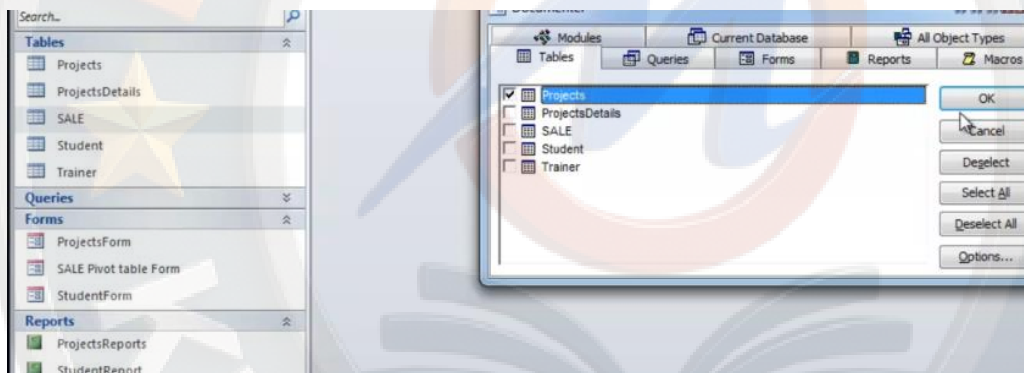 Search...
Tables
Projects
ProjectsDetails
SALE
Student
Trainer
Queries
Forms
ProjectsForm
SALE Pivot table Form
StudentForm
Reports
ProjectsReports
StudentReport
Documenter
Modules
Current Database
All Object Types
Tables
Queries
Forms
Reports
Macros
Projects
ProjectsDetails
SALE
Student
Trainer
OK
Cancel
Deselect
Select All
Deselect All
Options...